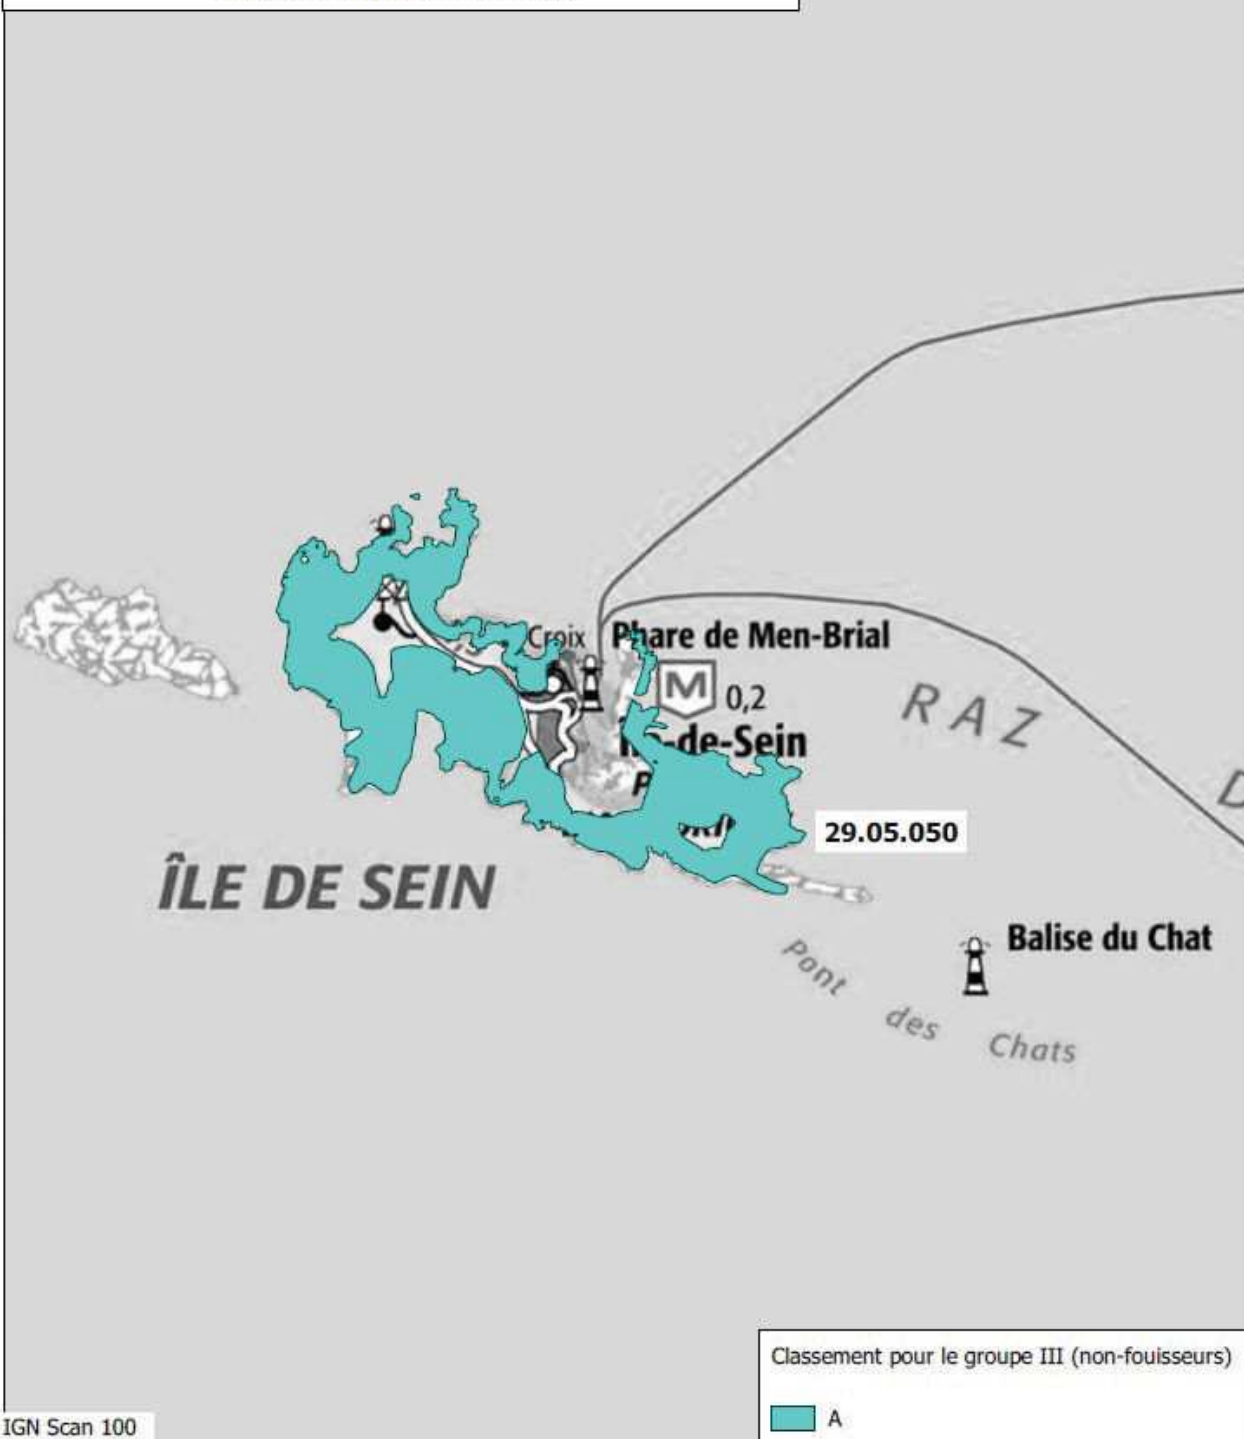 Croix
Phare de Men-Brial
M 0,2
RAZ
de-Sein
D
29.05.050
ÎLE DE SEIN
Balise du Chat
Pont des Chats
Classement pour le groupe III (non-fouisseurs)
A
IGN Scan 100